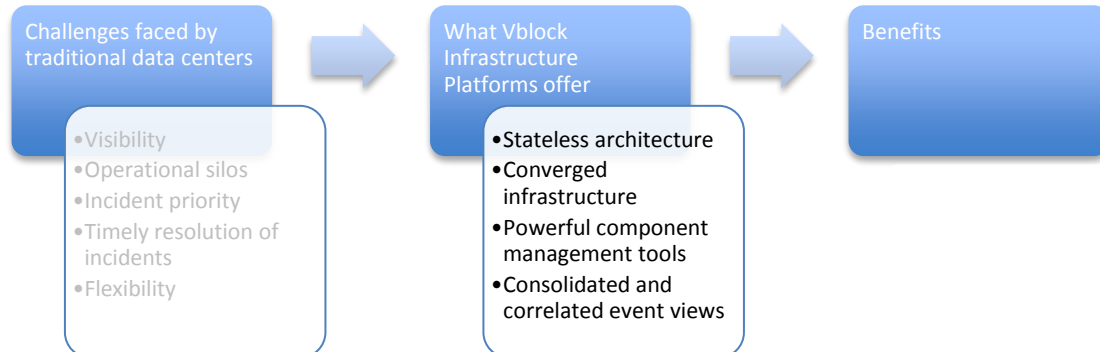 Challenges faced by
traditional data centers
•Visibility
•Operational silos
•Incident priority
•Timely resolution of
incidents
•Flexibility
What Vblock
Infrastructure
Platforms offer
•Stateless architecture
•Converged
infrastructure
•Powerful component
management tools
•Consolidated and
correlated event views
Benefits